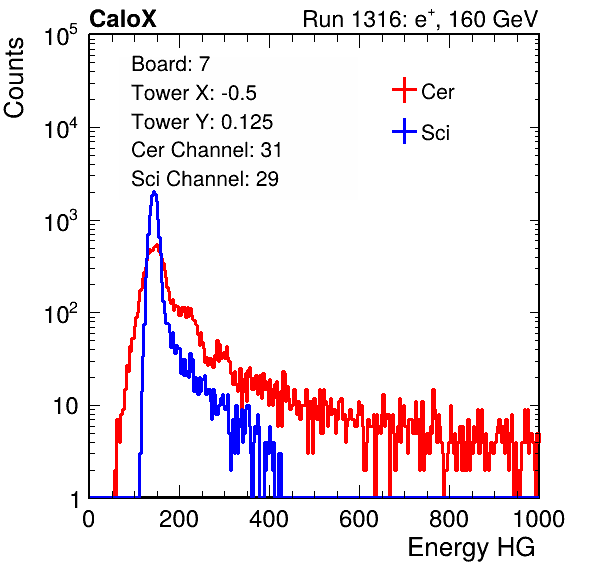 CaloX Run 1316: e⁺, 160 GeV
Counts
10⁵
10⁴
10³
10²
10
1
Board: 7
Tower X: -0.5
Tower Y: 0.125
Cer Channel: 31
Sci Channel: 29
Cer
Sci
0 200 400 600 800 1000
Energy HG